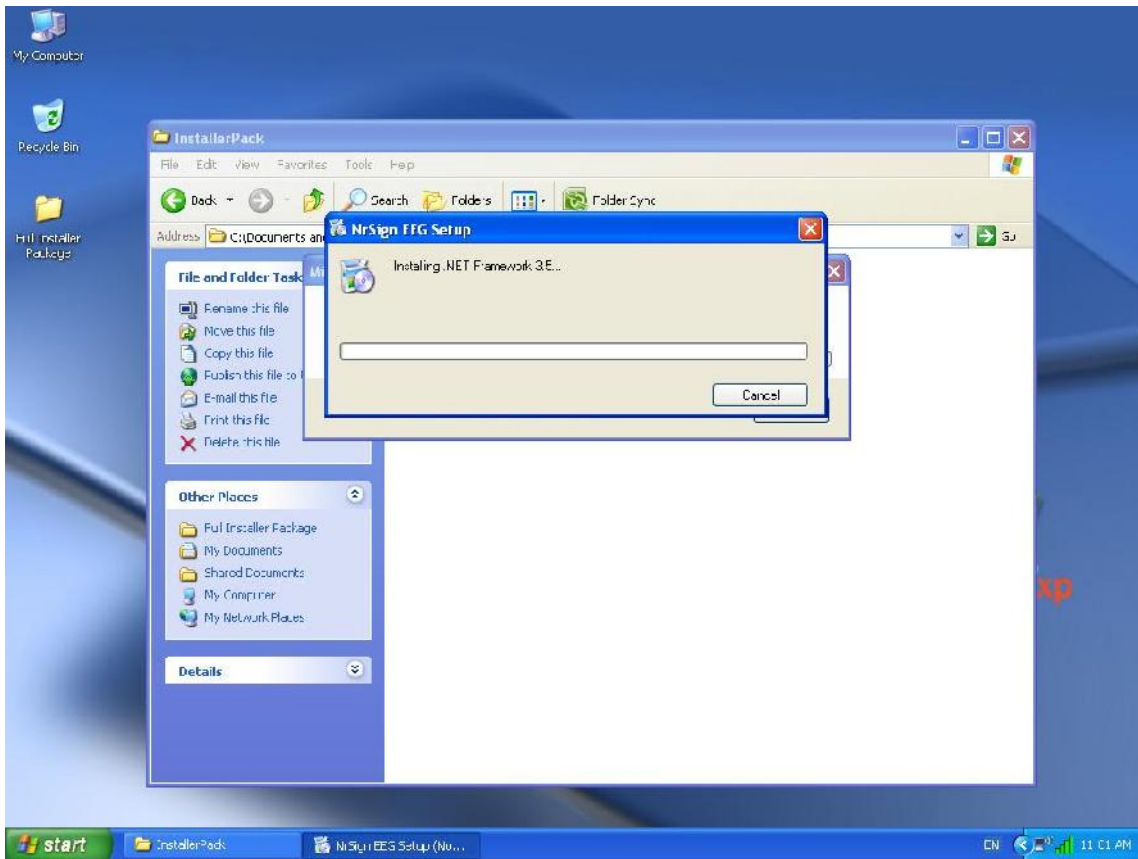 My Computer
Recycle Bin
Full Installer
Package
InstallerPack
File Edit View Favorites Tools Help
Back Search Folders Folder Sync
Address C:\Documents an
Go
NrSign EEG Setup
Installing .NET Framework 3.5...
Cancel
File and Folder Task
Rename this file
Move this file
Copy this file
Publish this file to
E-mail this file
Print this file
Delete this file
Other Places
Full Installer Package
My Documents
Shared Documents
My Computer
My Network Places
Details
xp
start
InstallerPack
NrSign EEG Setup (No...
EN
11:01 AM